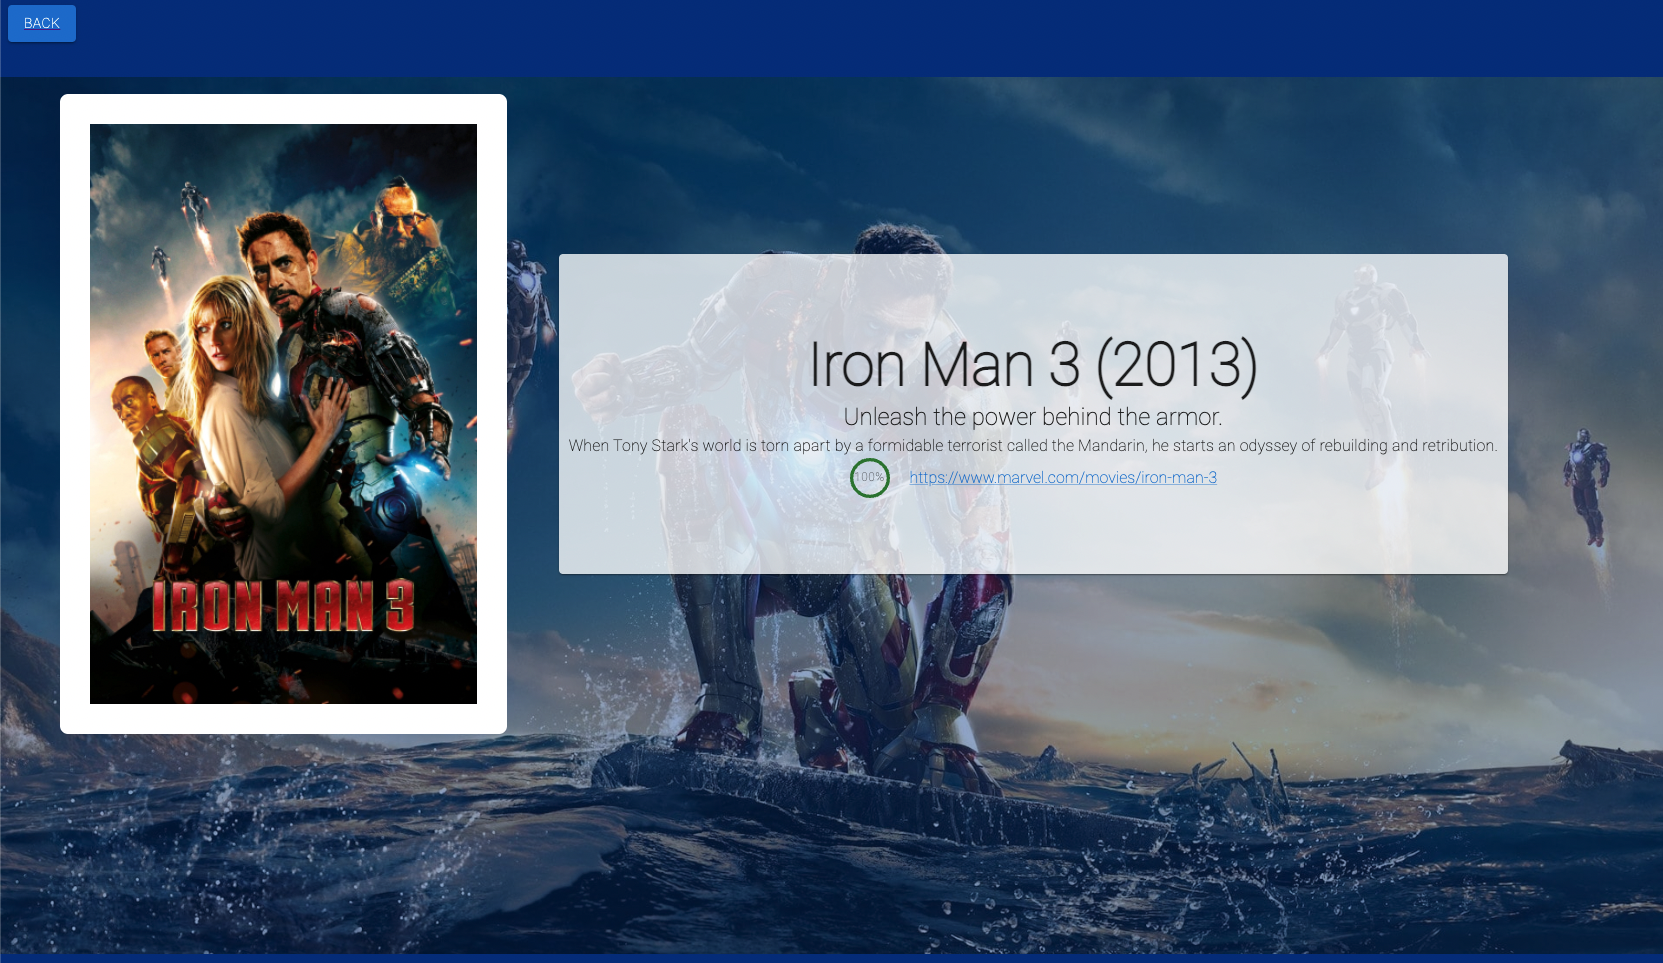 BACK
IRON MAN 3
Iron Man 3 (2013)
Unleash the power behind the armor.
When Tony Stark's world is torn apart by a formidable terrorist called the Mandarin, he starts an odyssey of rebuilding and retribution.
100%
https://www.marvel.com/movies/iron-man-3